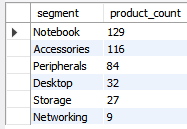 segment product_count
Notebook 129
Accessories 116
Peripherals 84
Desktop 32
Storage 27
Networking 9